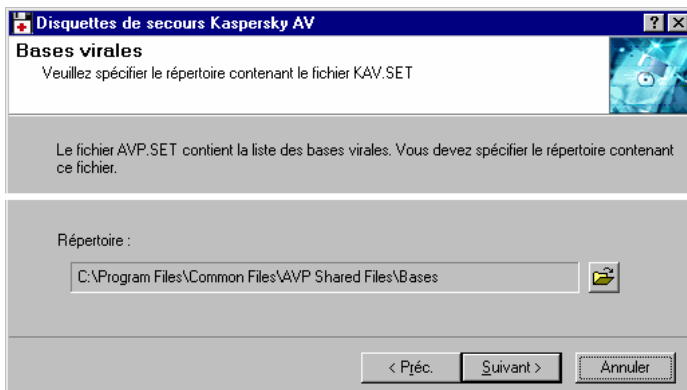 Disquettes de secours Kaspersky AV
Bases virales
Veuillez spécifier le répertoire contenant le fichier KAV.SET
Le fichier AVP.SET contient la liste des bases virales. Vous devez spécifier le répertoire contenant
ce fichier.
Répertoire :
C:\Program Files\Common Files\AVP Shared Files\Bases
< Préc. Suivant > Annuler